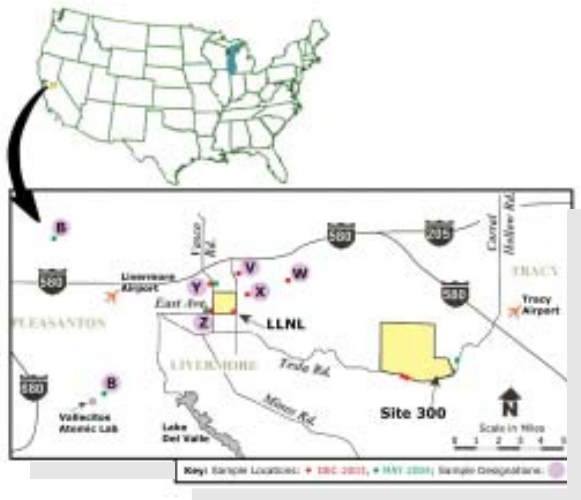 B
Vasco Rd.
580
205
Corral Hollow Rd.
TRACY
V
W
Y
X
580
Livermore Airport
East Ave.
580
Tracy Airport
PLEASANTON
Z
LLNL
LIVERMORE
Tesla Rd.
B
680
Site 300
Mines Rd.
N
Vallecitos Atomic Lab
Lake Del Valle
Scale in Miles
0 1 2 3 4 5
Key: Sample Locations: DEC 2003, MAY 2004; Sample Designations: